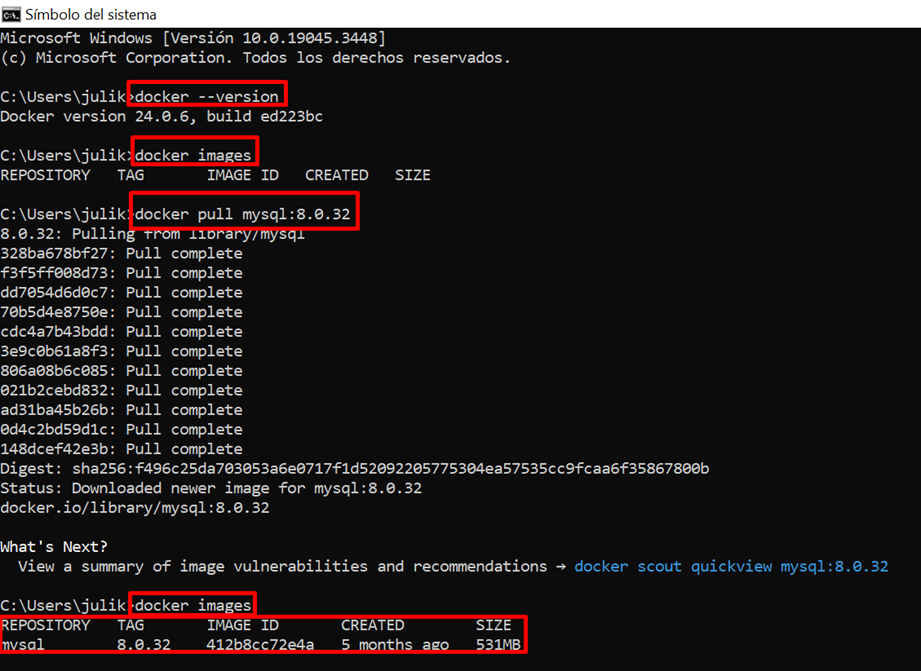 Símbolo del sistema
Microsoft Windows [Versión 10.0.19045.3448]
(c) Microsoft Corporation. Todos los derechos reservados.
C:\Users\julik>docker --version
Docker version 24.0.6, build ed223bc
C:\Users\julik>docker images
REPOSITORY   TAG       IMAGE ID   CREATED   SIZE
C:\Users\julik>docker pull mysql:8.0.32
8.0.32: Pulling from library/mysql
328ba678bf27: Pull complete
f3f5ff008d73: Pull complete
dd7054d6d0c7: Pull complete
70b5d4e8750e: Pull complete
cdc4a7b43bdd: Pull complete
3e9c0b61a8f3: Pull complete
806a08b6c085: Pull complete
021b2cebd832: Pull complete
ad31ba45b26b: Pull complete
0d4c2bd59d1c: Pull complete
148dcef42e3b: Pull complete
Digest: sha256:f496c25da703053a6e0717f1d52092205775304ea57535cc9fcaa6f35867800b
Status: Downloaded newer image for mysql:8.0.32
docker.io/library/mysql:8.0.32
What's Next?
  View a summary of image vulnerabilities and recommendations → docker scout quickview mysql:8.0.32
C:\Users\julik>docker images
REPOSITORY   TAG       IMAGE ID       CREATED        SIZE
mysql        8.0.32    412b8cc72e4a   5 months ago   531MB